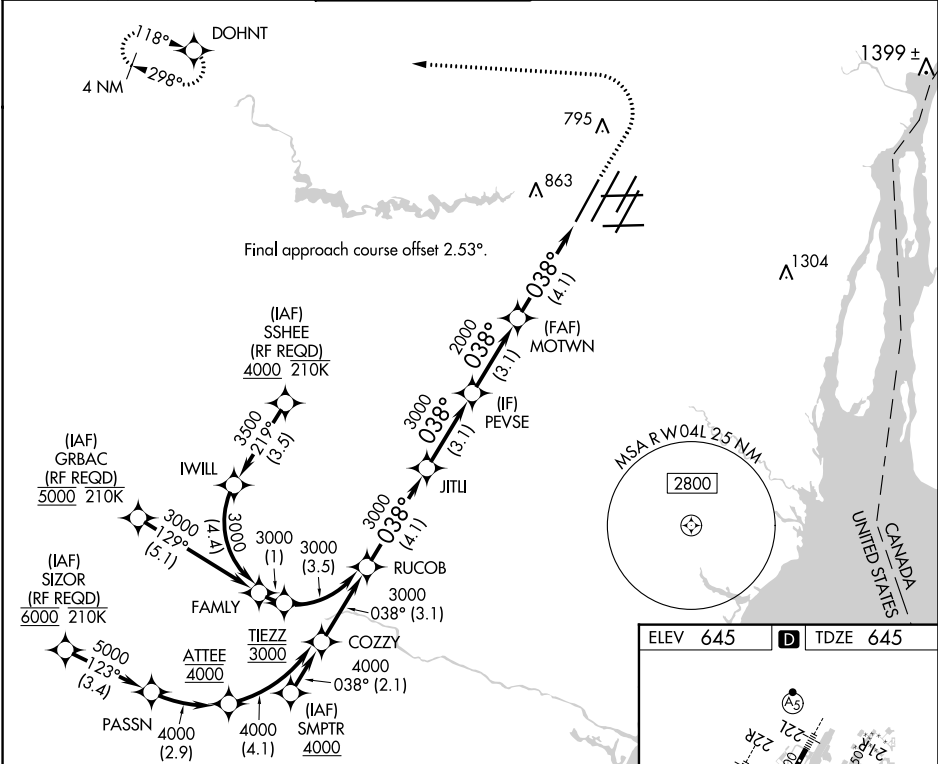 118°
DOHNT
298°
4 NM
1399 ±
795
863
Final approach course offset 2.53°.
1304
038°
(4.1)
(FAF)
MOTWN
2000
038°
(3.1)
(IF)
PEVSE
3000
038°
(3.1)
JITLI
3000
038°
(4.1)
RUCOB
(IAF)
SSHEE
(RF REQD)
4000 210K
3500
219°
(3.5)
IWILL
3000
(4.4)
(IAF)
GRBAC
(RF REQD)
5000 210K
3000
129°
(5.1)
FAMLY
3000
(1)
3000
(3.5)
3000
038° (3.1)
TIEZZ
3000
COZZY
4000
038° (2.1)
(IAF)
SMPTR
4000
(IAF)
SIZOR
(RF REQD)
6000 210K
5000
123°
(3.4)
PASSN
ATTEE
4000
4000
(2.9)
4000
(4.1)
MSA RW04L 25 NM
2800
CANADA
UNITED STATES
ELEV 645
D
TDZE 645
A5
22L
22R
21R